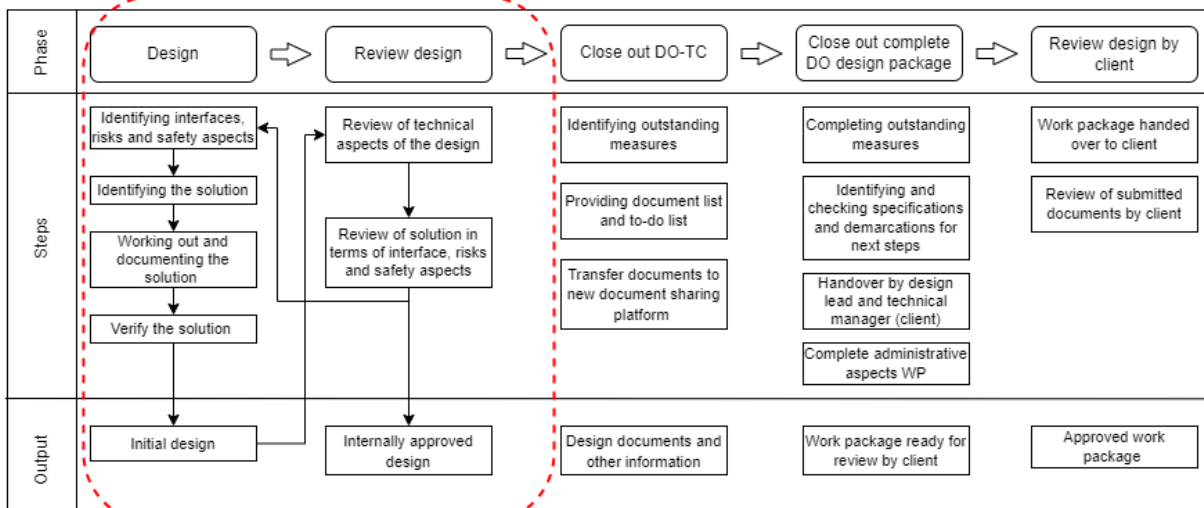 Phase
Design
Review design
Close out DO-TC
Close out complete
DO design package
Review design by
client
Steps
Identifying interfaces,
risks and safety aspects
Identifying the solution
Working out and
documenting the
solution
Verify the solution
Review of technical
aspects of the design
Review of solution in
terms of interface, risks
and safety aspects
Identifying outstanding
measures
Providing document list
and to-do list
Transfer documents to
new document sharing
platform
Completing outstanding
measures
Identifying and
checking specifications
and demarcations for
next steps
Handover by design
lead and technical
manager (client)
Complete administrative
aspects WP
Work package handed
over to client
Review of submitted
documents by client
Output
Initial design
Internally approved
design
Design documents and
other information
Work package ready for
review by client
Approved work
package